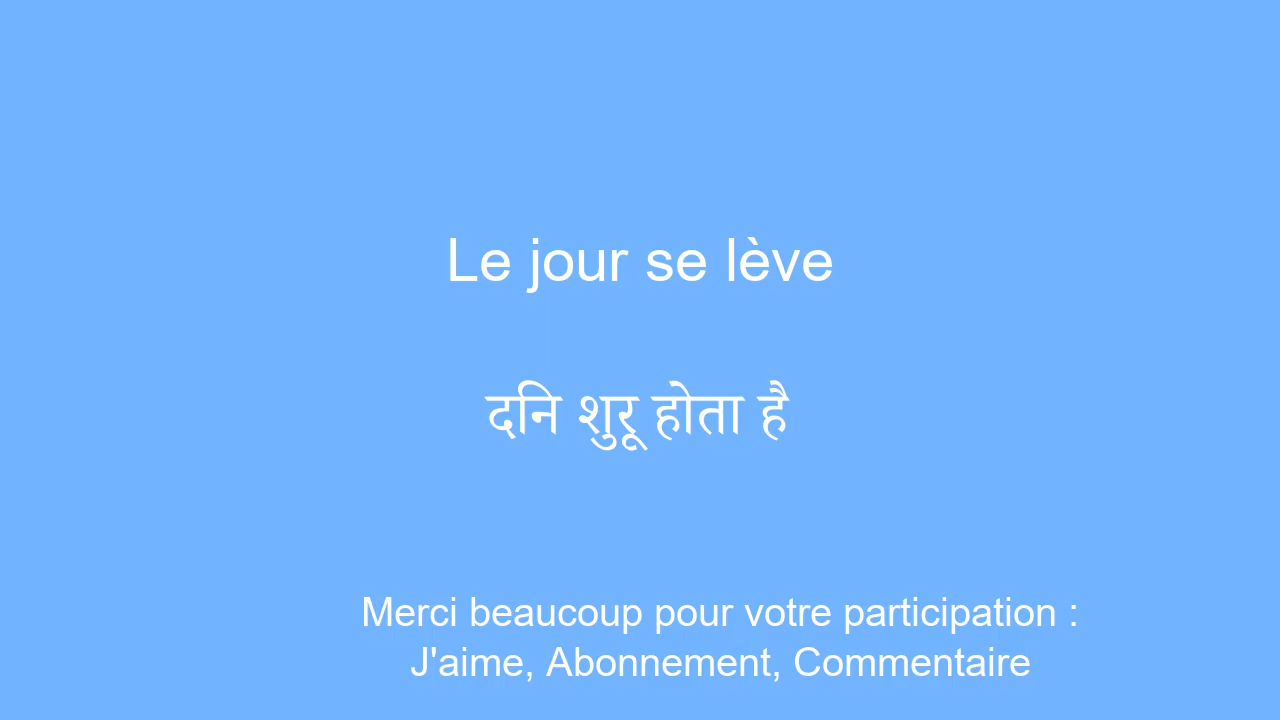 Le jour se lève
दनि शुरू होता है
Merci beaucoup pour votre participation :
J'aime, Abonnement, Commentaire